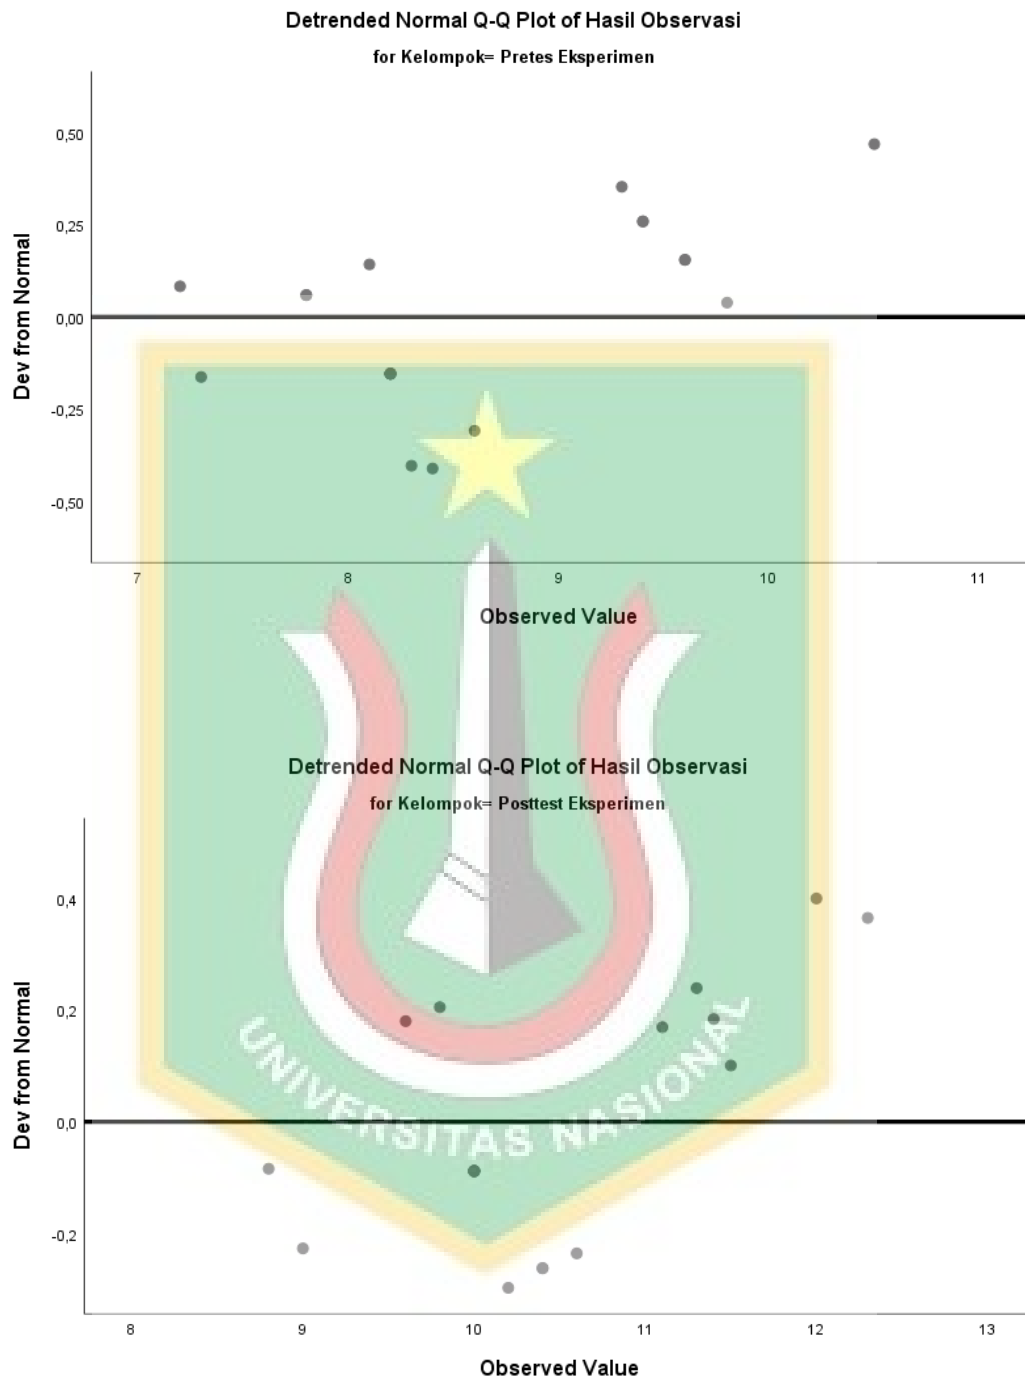 Detrended Normal Q-Q Plot of Hasil Observasi
for Kelompok= Pretes Eksperimen
Dev from Normal
0,50
0,25
0,00
-0,25
-0,50
7 8 9 10 11
Observed Value
Detrended Normal Q-Q Plot of Hasil Observasi
for Kelompok= Posttest Eksperimen
Dev from Normal
0,4
0,2
0,0
-0,2
UNIVERSITAS NASIONAL
8 9 10 11 12 13
Observed Value